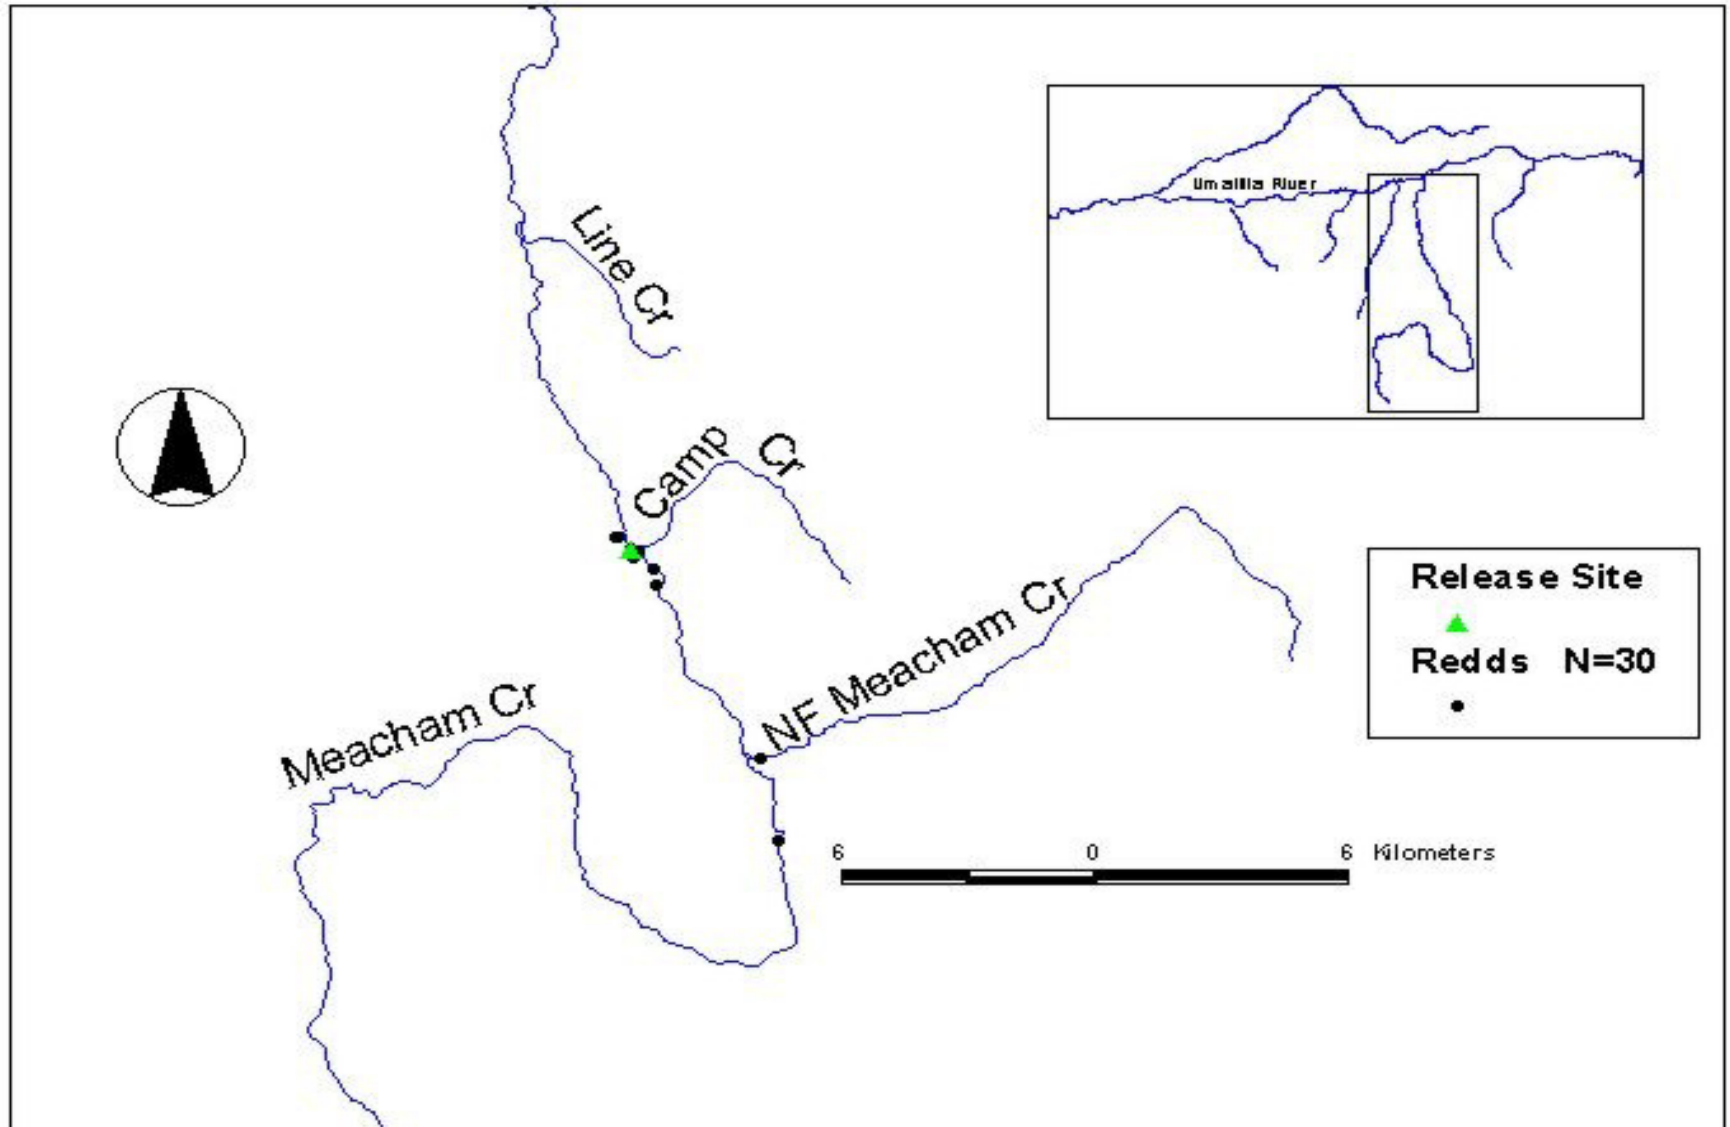 Umatilla River
Line Cr
Camp Cr
Release Site
NF Meacham Cr
Redds N=30
Meacham Cr
6 0 6 Kilometers